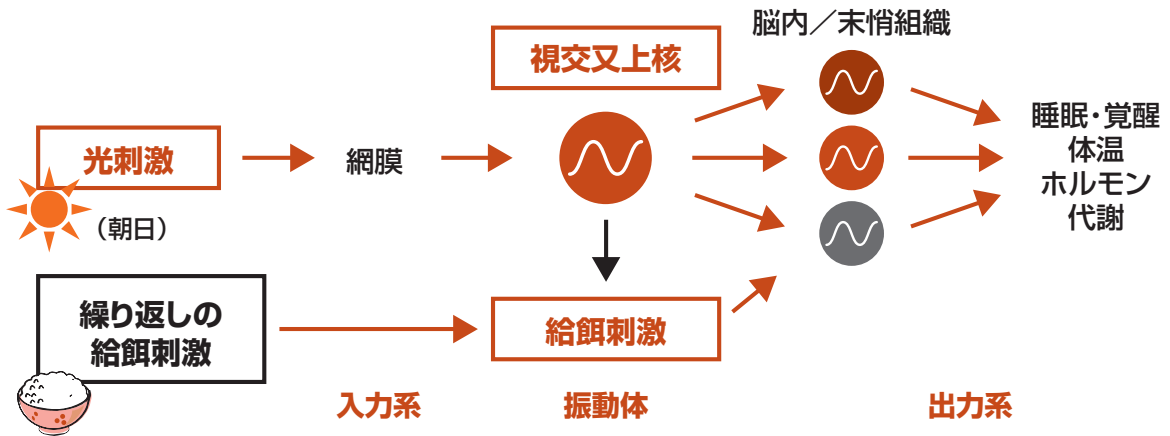 脳内／末悄組織
視交又上核
光刺激
網膜
（朝日）
睡眠・覚醒
体温
ホルモン
代謝
繰り返しの
給餌刺激
給餌刺激
入力系
振動体
出力系